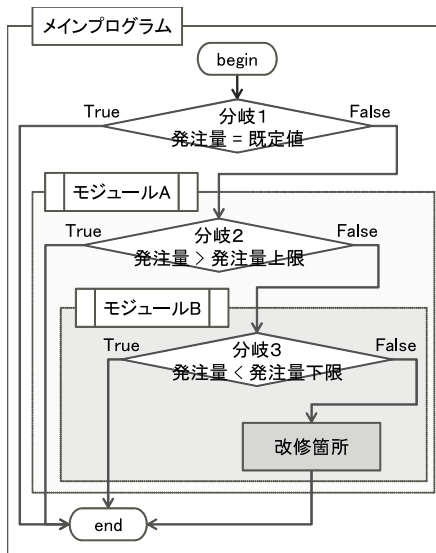 メインプログラム
begin
True
False
分岐1
発注量 = 既定値
モジュールA
True
False
分岐2
発注量 > 発注量上限
モジュールB
True
False
分岐3
発注量 < 発注量下限
改修箇所
end